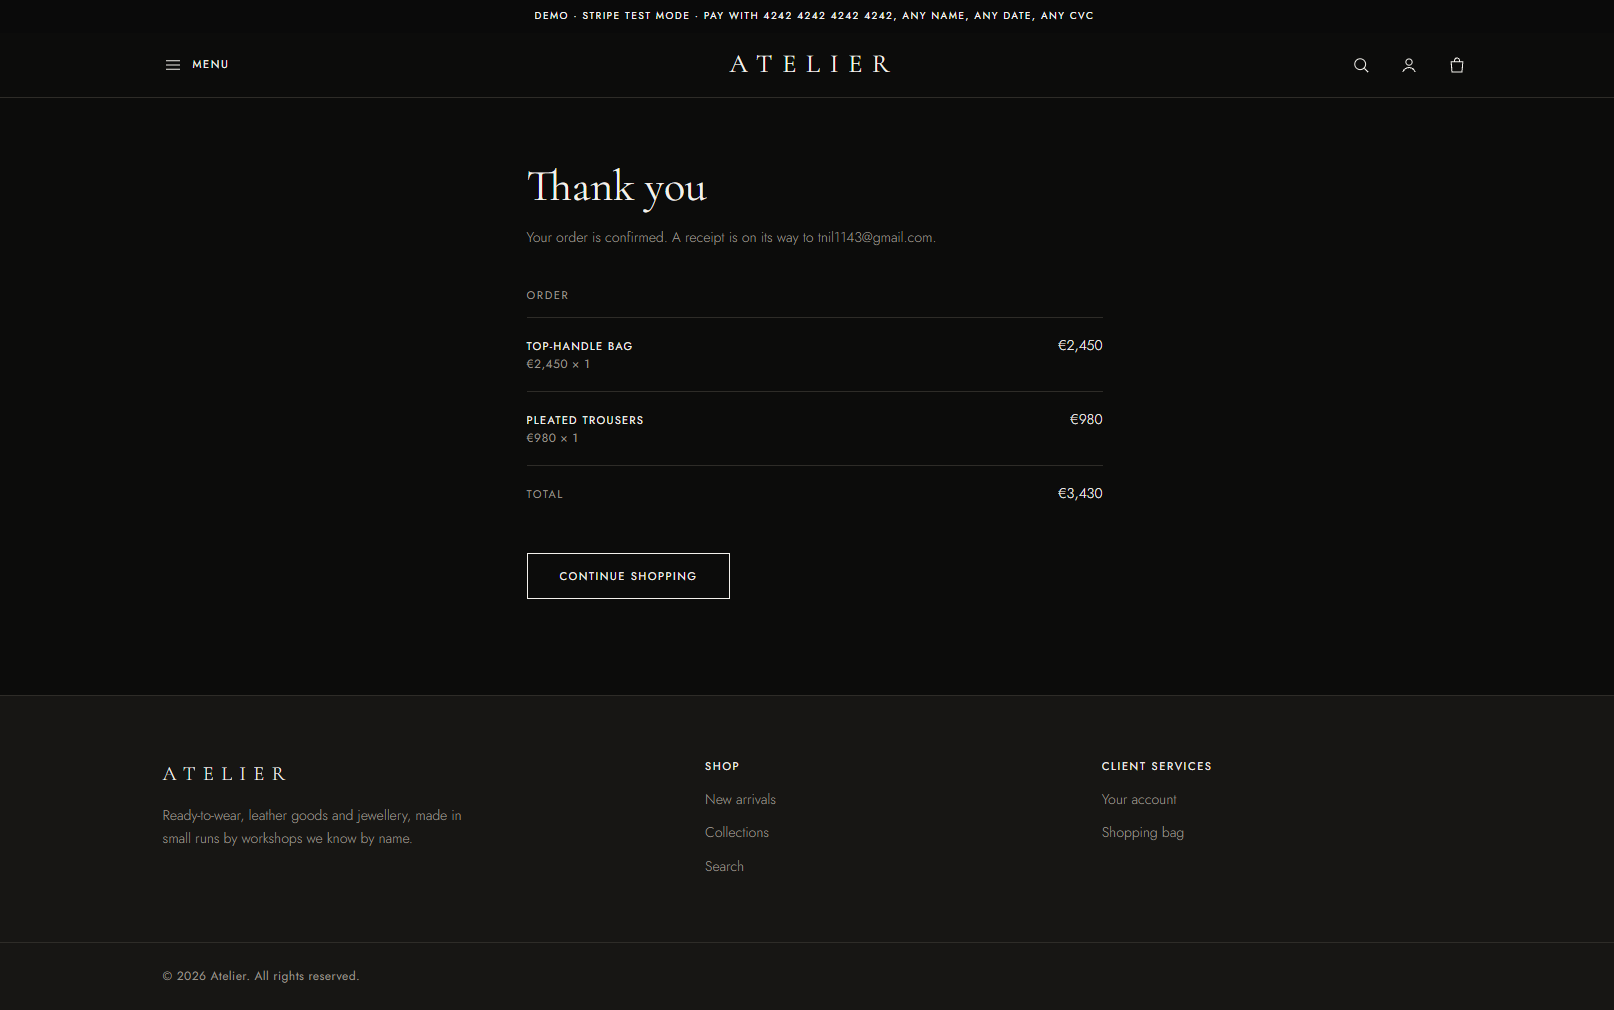 DEMO · STRIPE TEST MODE · PAY WITH 4242 4242 4242 4242, ANY NAME, ANY DATE, ANY CVC
MENU
ATELIER
Thank you
Your order is confirmed. A receipt is on its way to tnil1143@gmail.com.
ORDER
TOP-HANDLE BAG €2,450
€2,450 × 1
PLEATED TROUSERS €980
€980 × 1
TOTAL €3,430
CONTINUE SHOPPING
ATELIER
Ready-to-wear, leather goods and jewellery, made in
small runs by workshops we know by name.
SHOP
New arrivals
Collections
Search
CLIENT SERVICES
Your account
Shopping bag
© 2026 Atelier. All rights reserved.